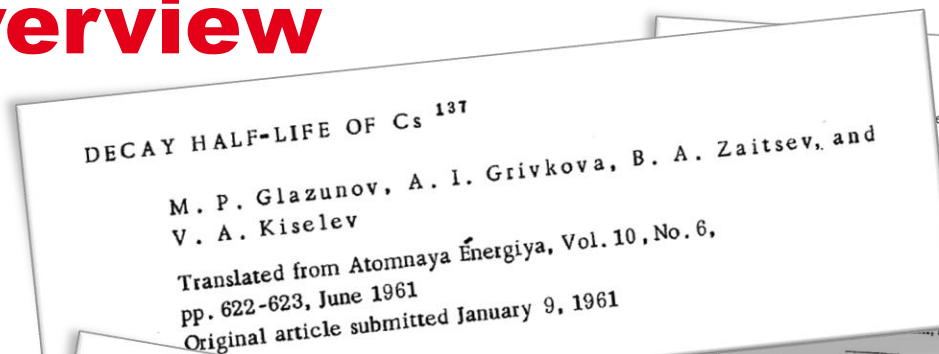 verview
DECAY HALF-LIFE OF Cs 137
M. P. Glazunov, A. I. Grivkova, B. A. Zaitsev, and
V. A. Kiselev
Translated from Atomnaya Énergiya, Vol. 10, No. 6,
pp. 622-623, June 1961
Original article submitted January 9, 1961